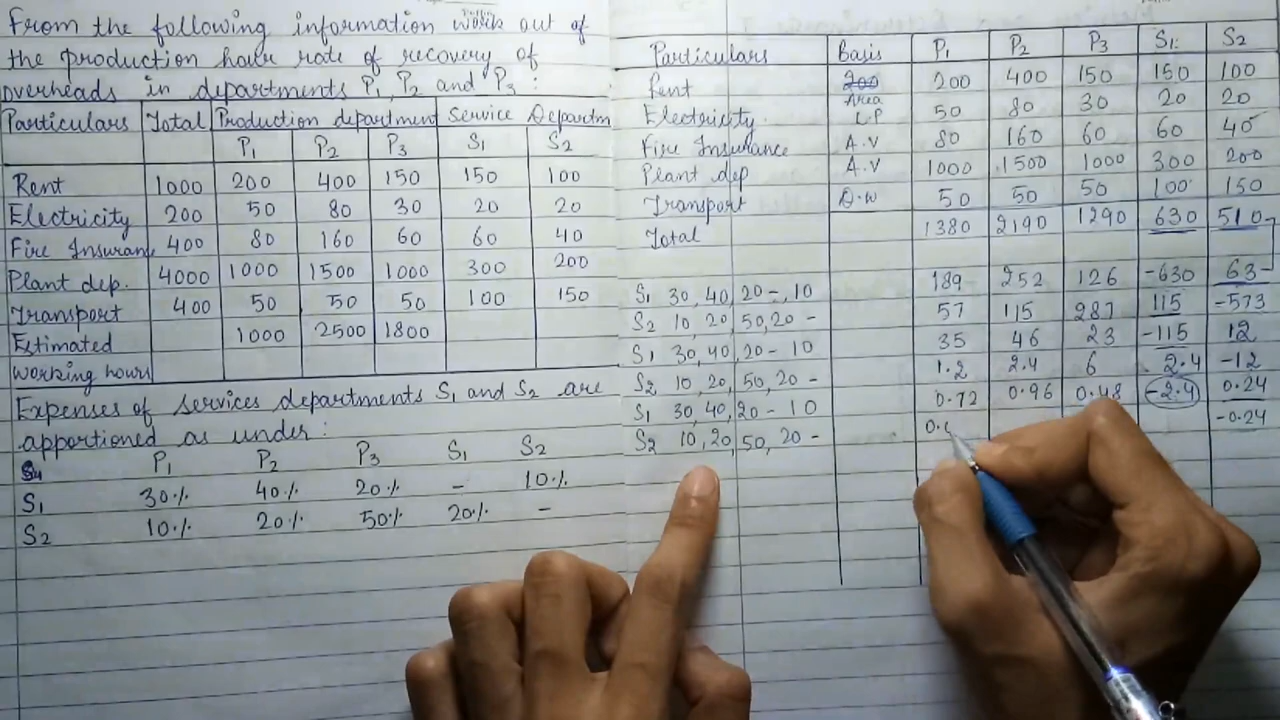 From the following information work out of
the production hour rate of recovery of
overheads in departments P1, P2 and P3 :
Particulars Total Production department Service Departm
P1 P2 P3 S1 S2
Rent 1000 200 400 150 150 100
Electricity 200 50 80 30 20 20
Fire Insuran 400 80 160 60 60 40
Plant dep. 4000 1000 1500 1000 300 200
Transport 400 50 50 50 100 150
Estimated 1000 2500 1800
Working hours
Expenses of services departments S1 and S2 are
apportioned as under :
P1 P2 P3 S1 S2
S1 30% 40% 20% - 10%
S2 10% 20% 50% 20% -
Particulars Basis P1 P2 P3 S1 S2
Rent Area 200 400 150 150 100
Electricity L.P 50 80 30 20 20
Fire Insurance A.V 80 160 60 60 40
Plant dep A.V 1000 1500 1000 300 200
Transport D.W 50 50 50 100 150
Total 1380 2190 1290 630 510
S1 30, 40, 20 -, 10 189 252 126 -630 63
S2 10, 20, 50, 20 - 57 115 287 115 -573
S1 30, 40, 20 - 10 35 46 23 -115 12
S2 10, 20, 50, 20 - 1.2 2.4 6 2.4 -12
S1 30, 40, 20 - 10 0.72 0.96 0.48 -2.4 0.24
S2 10, 20, 50, 20 - 0. -0.24